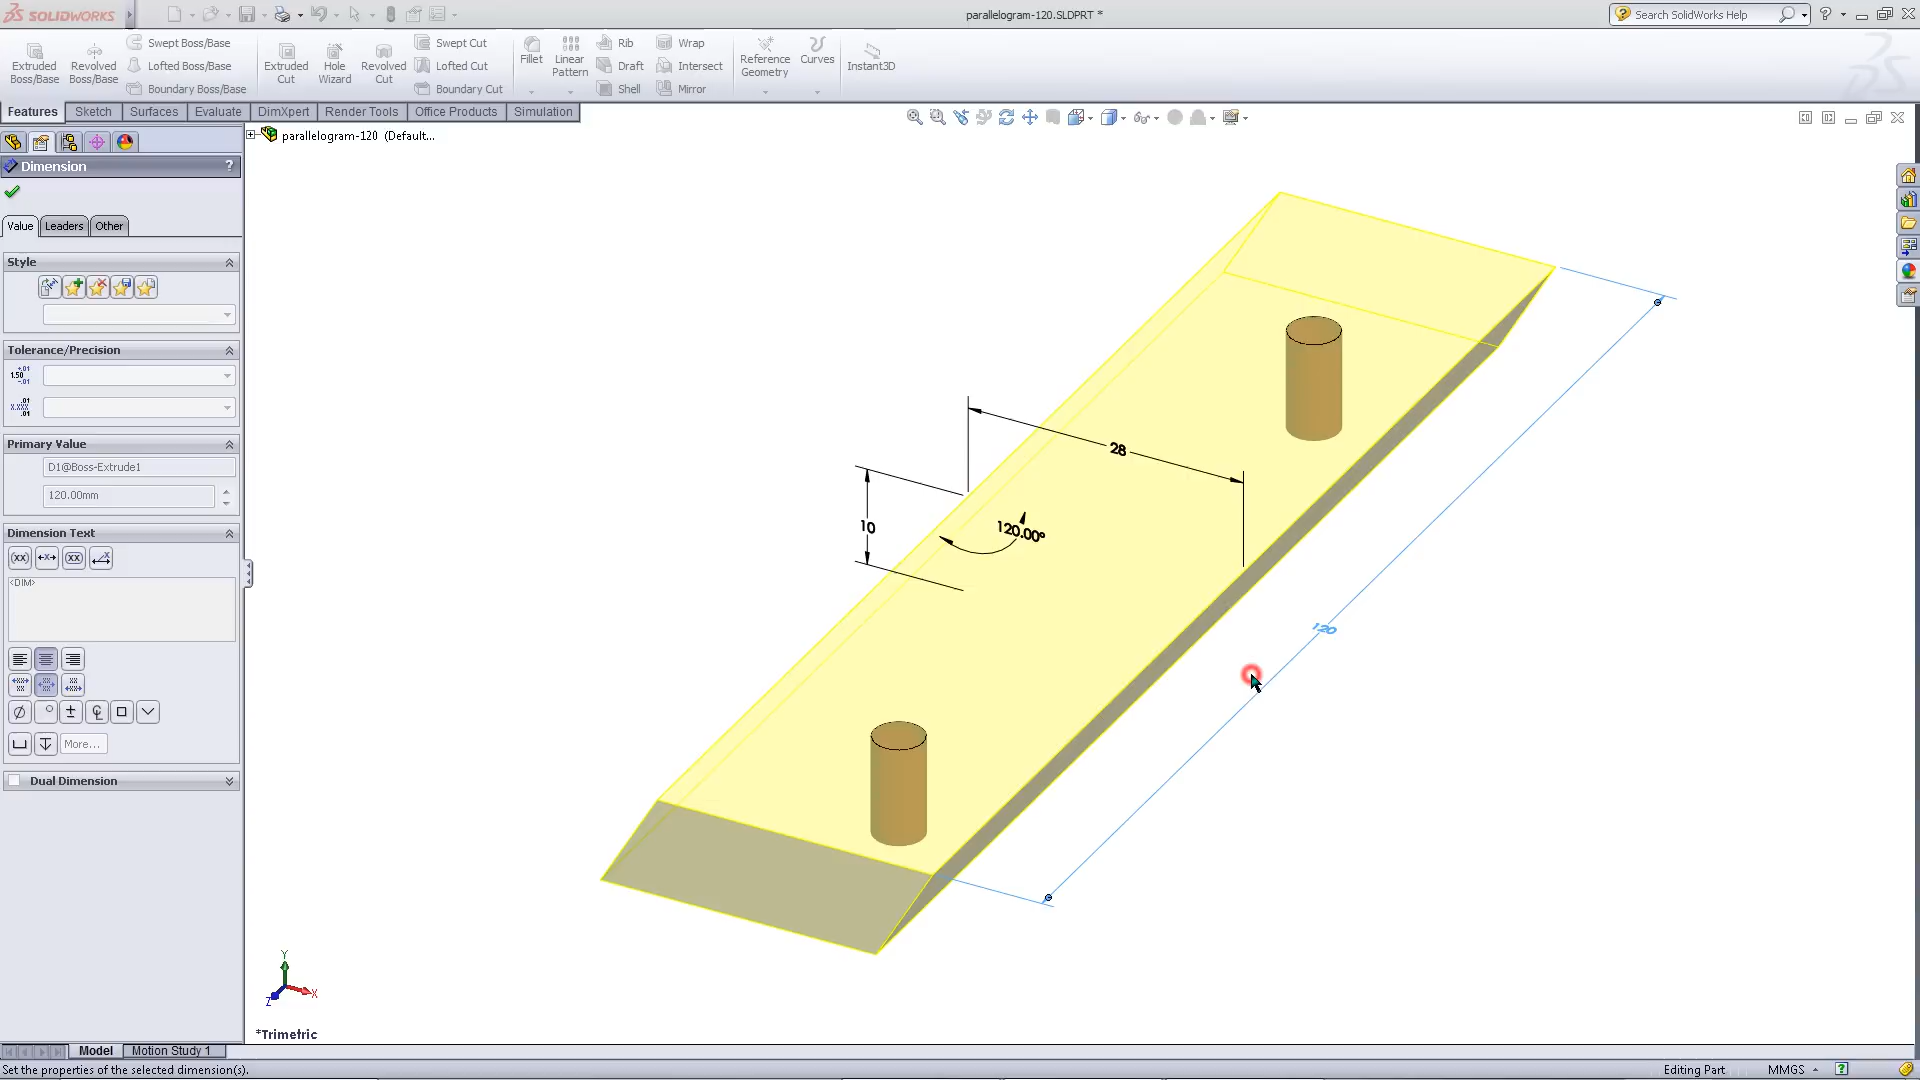 SOLIDWORKS
parallelogram-120.SLDPRT *
Search SolidWorks Help
Extruded Boss/Base
Revolved Boss/Base
Swept Boss/Base
Lofted Boss/Base
Boundary Boss/Base
Extruded Cut
Hole Wizard
Revolved Cut
Swept Cut
Lofted Cut
Boundary Cut
Fillet
Linear Pattern
Rib
Draft
Shell
Wrap
Intersect
Mirror
Reference Geometry
Curves
Instant3D
Features
Sketch
Surfaces
Evaluate
DimXpert
Render Tools
Office Products
Simulation
parallelogram-120 (Default...
Dimension
?
Value
Leaders
Other
Style
Tolerance/Precision
Primary Value
D1@Boss-Extrude1
120.00mm
Dimension Text
<DIM>
More...
Dual Dimension
28
10
120.00°
120
Y
X
Z
*Trimetric
Model
Motion Study 1
Set the properties of the selected dimension(s).
Editing Part
MMGS